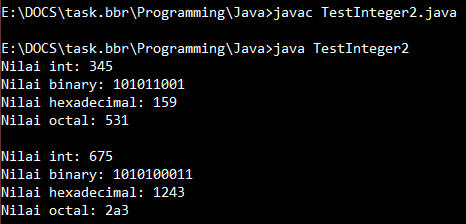 E:\DOCS\task.bbr\Programming\Java>javac TestInteger2.java
E:\DOCS\task.bbr\Programming\Java>java TestInteger2
Nilai int: 345
Nilai binary: 101011001
Nilai hexadecimal: 159
Nilai octal: 531
Nilai int: 675
Nilai binary: 1010100011
Nilai hexadecimal: 1243
Nilai octal: 2a3